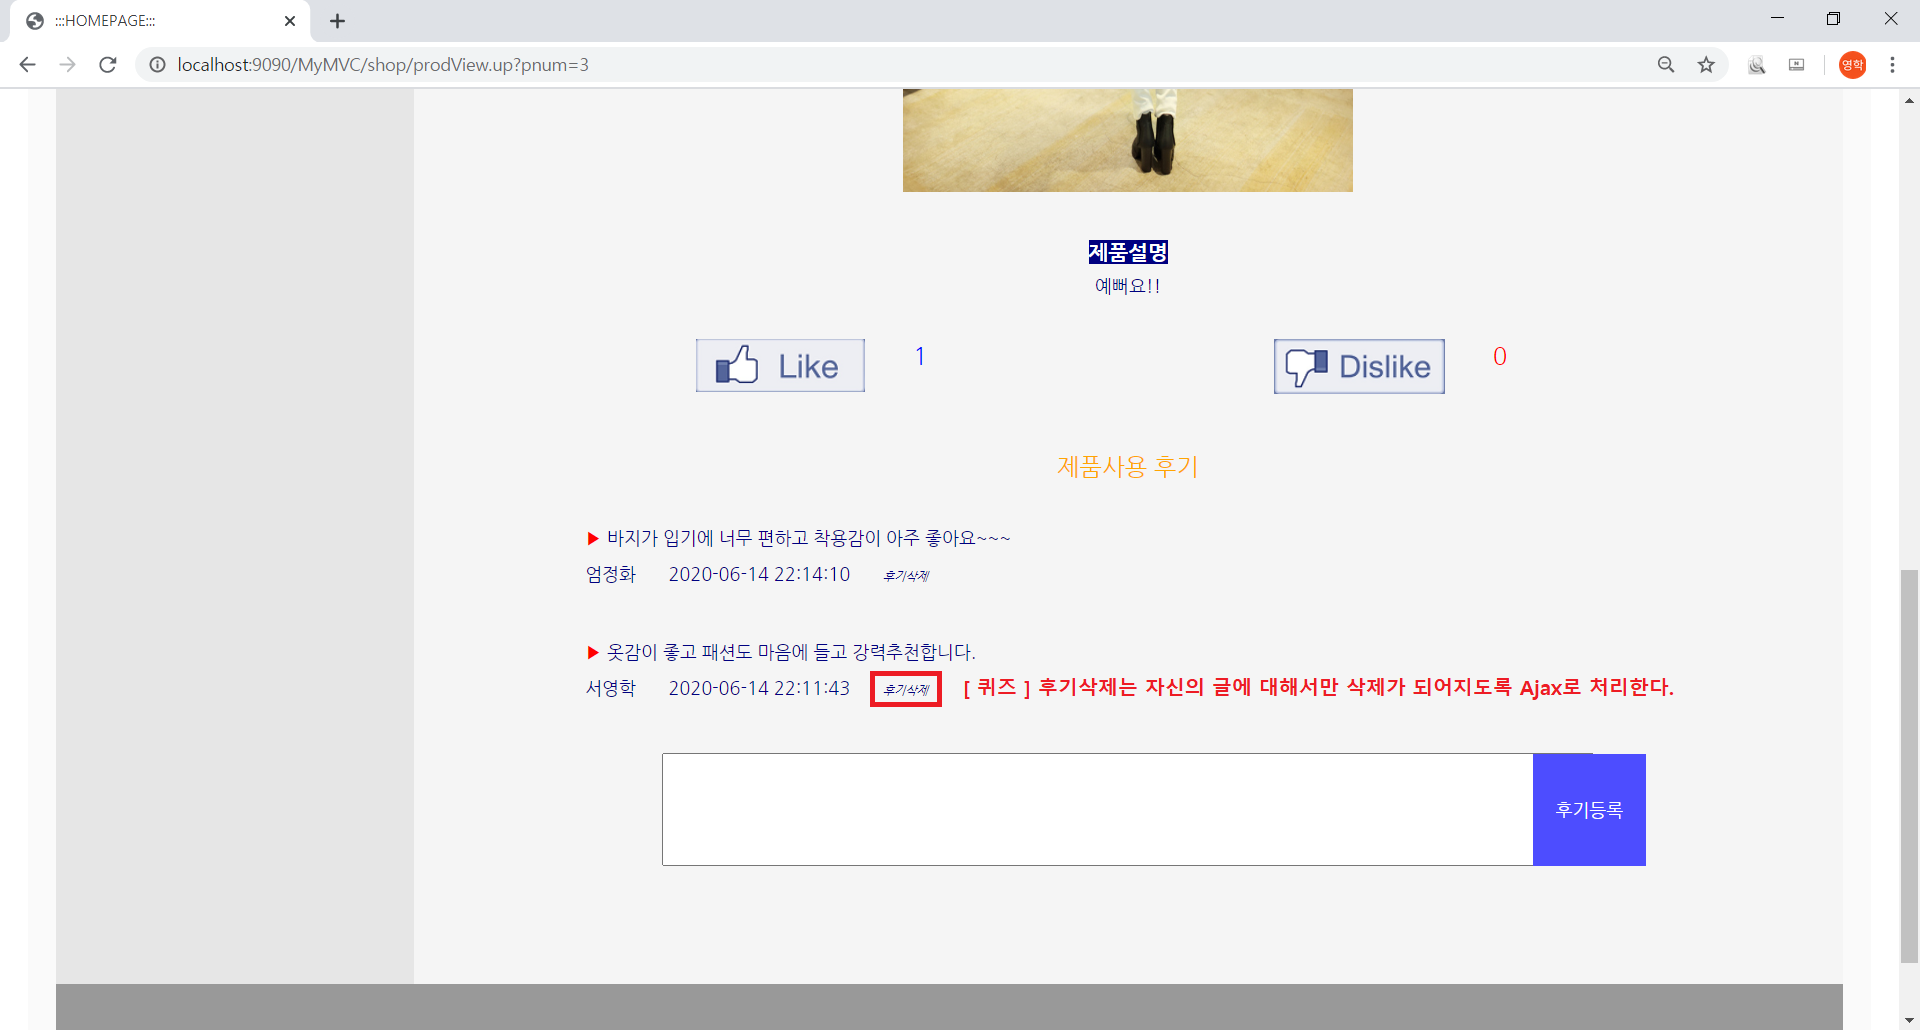 :::HOMEPAGE:::
localhost:9090/MyMVC/shop/prodView.up?pnum=3
영학
제품설명
예뻐요!!
Like 1 Dislike 0
제품사용 후기
▶ 바지가 입기에 너무 편하고 착용감이 아주 좋아요~~~
엄정화 2020-06-14 22:14:10 후기삭제
▶ 옷감이 좋고 패션도 마음에 들고 강력추천합니다.
서영학 2020-06-14 22:11:43 후기삭제 [ 퀴즈 ] 후기삭제는 자신의 글에 대해서만 삭제가 되어지도록 Ajax로 처리한다.
후기등록